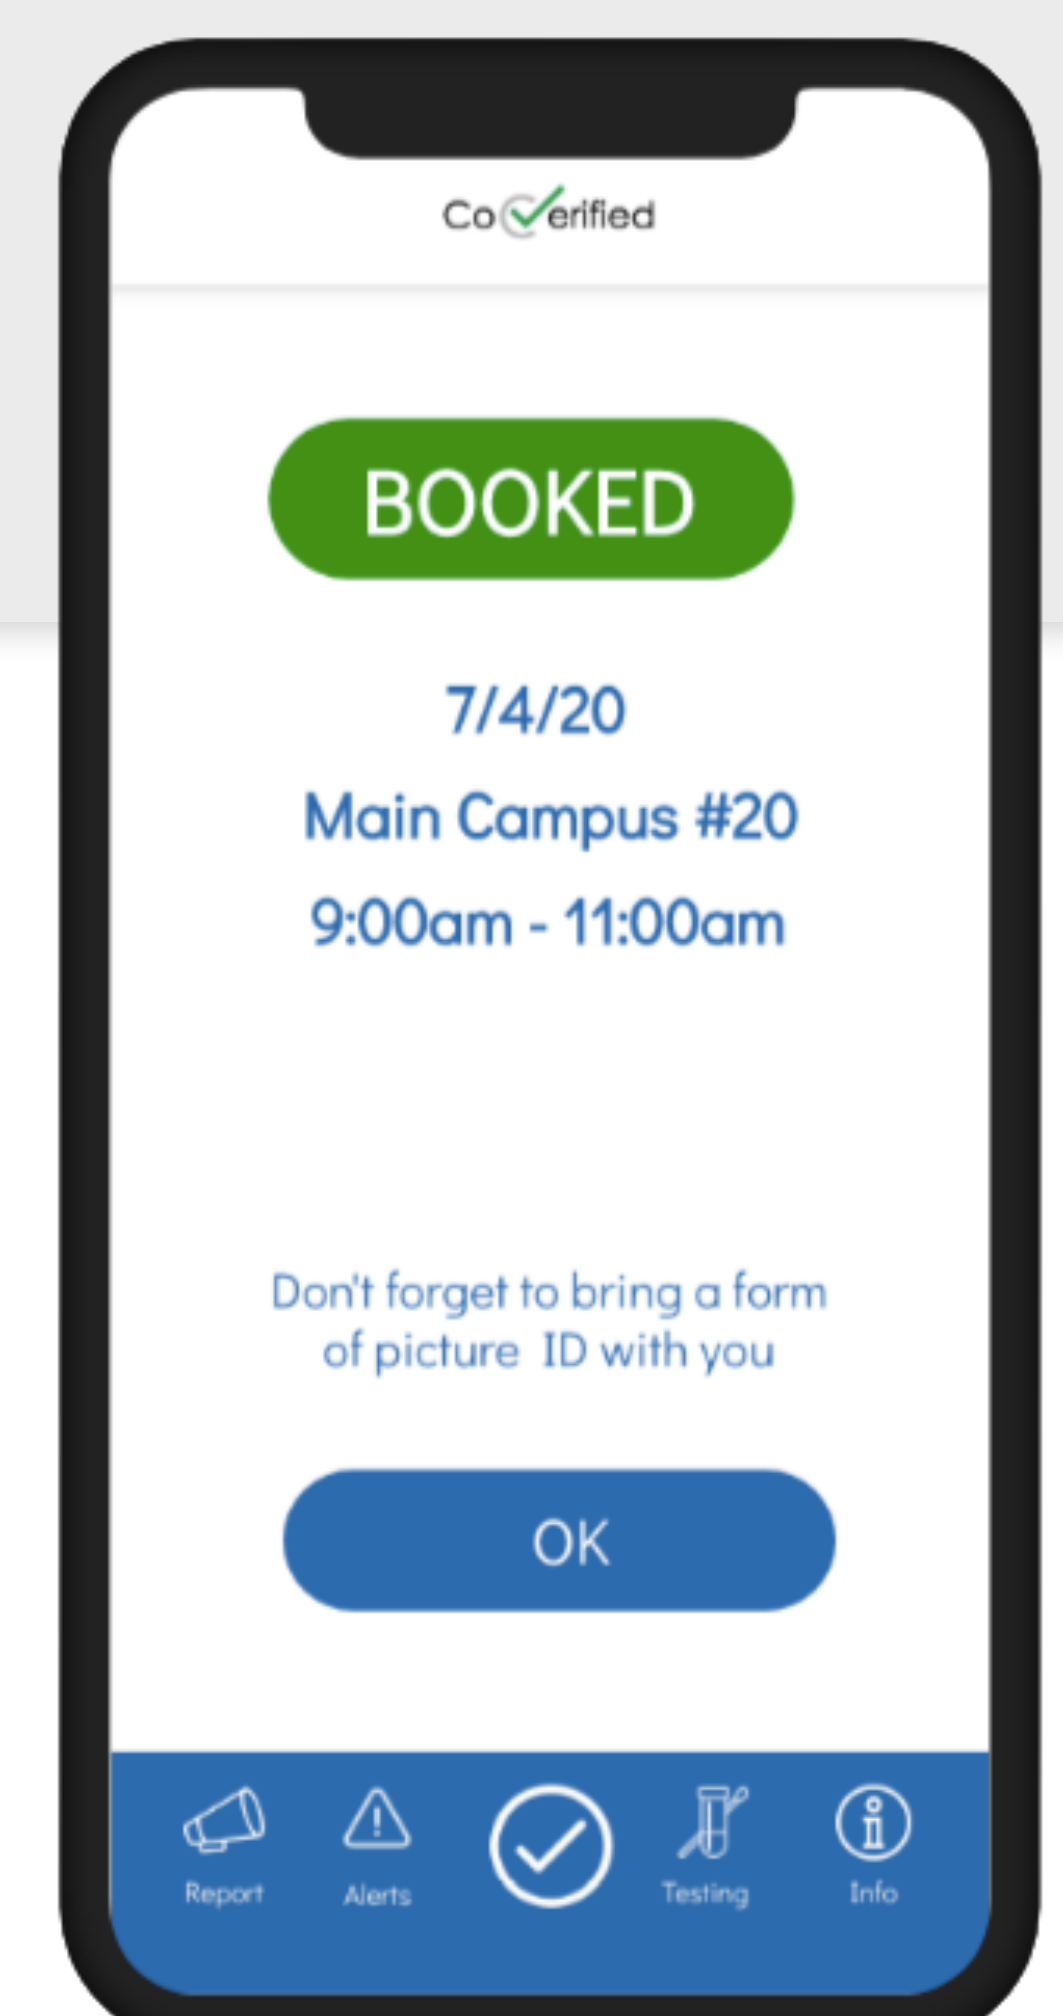 CoVerified
BOOKED
7/4/20
Main Campus #20
9:00am - 11:00am
Don't forget to bring a form
of picture ID with you
OK
Report Alerts Testing Info